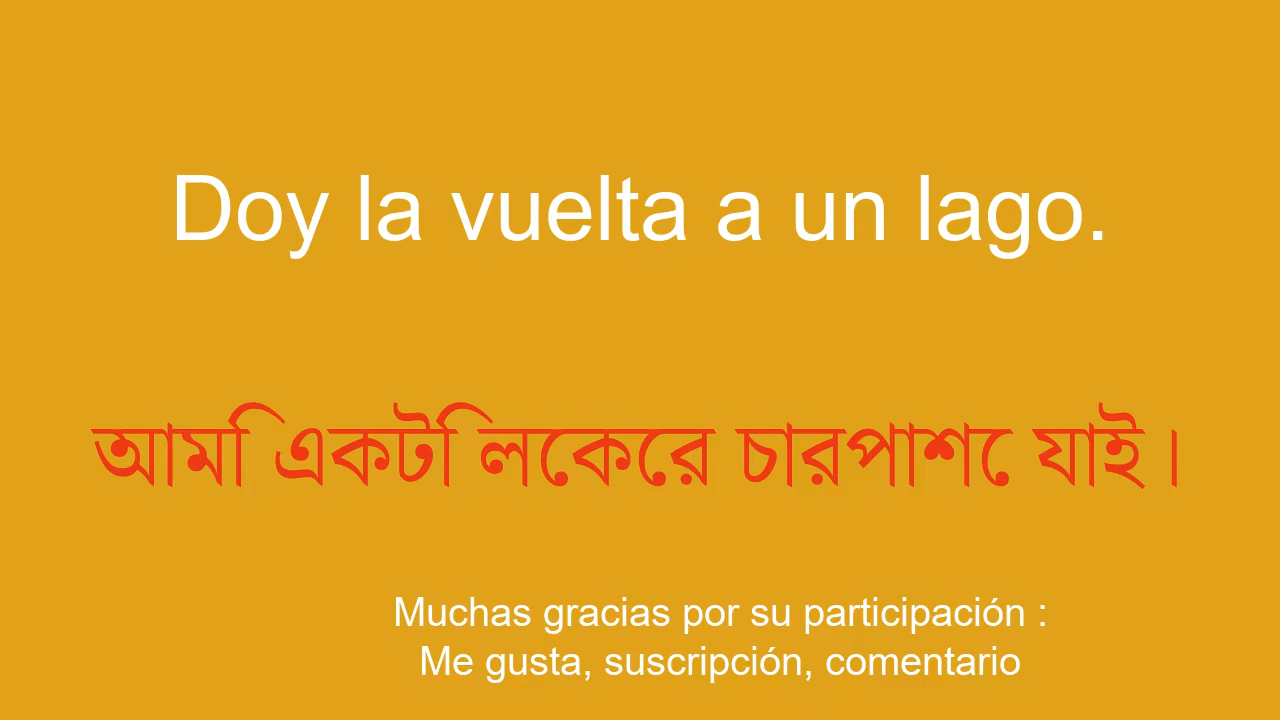 Doy la vuelta a un lago.
আমি একটি লেকের চারপাশে যাই।
Muchas gracias por su participación :
Me gusta, suscripción, comentario